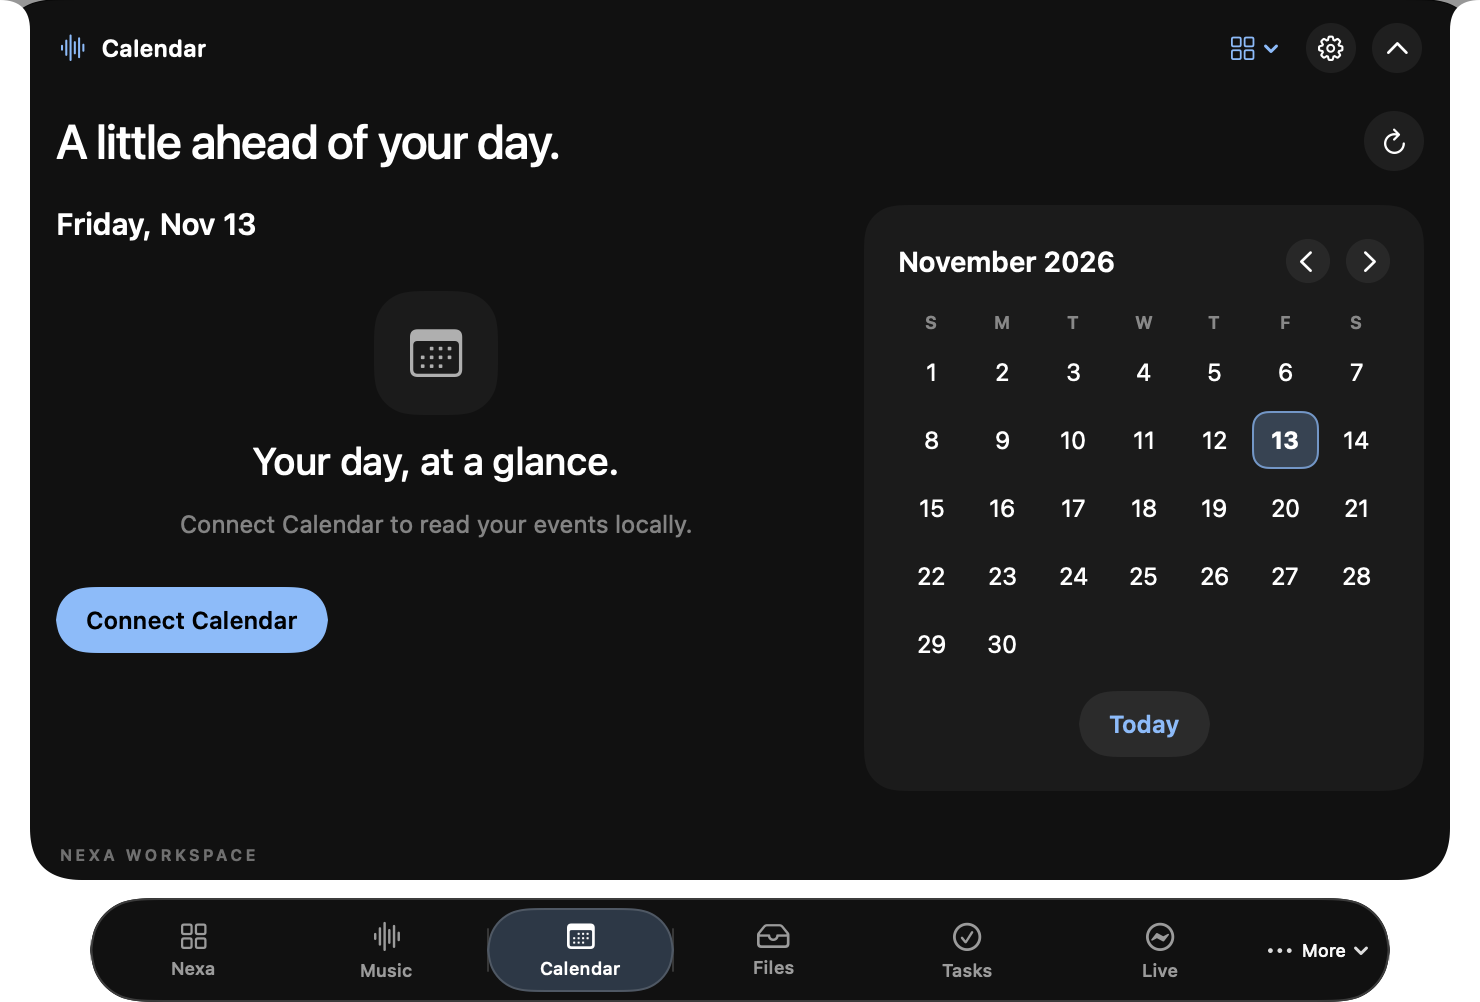 Calendar
A little ahead of your day.
Friday, Nov 13
Your day, at a glance.
Connect Calendar to read your events locally.
Connect Calendar
November 2026
S M T W T F S
1 2 3 4 5 6 7
8 9 10 11 12 13 14
15 16 17 18 19 20 21
22 23 24 25 26 27 28
29 30
Today
NEXA WORKSPACE
Nexa Music Calendar Files Tasks Live More